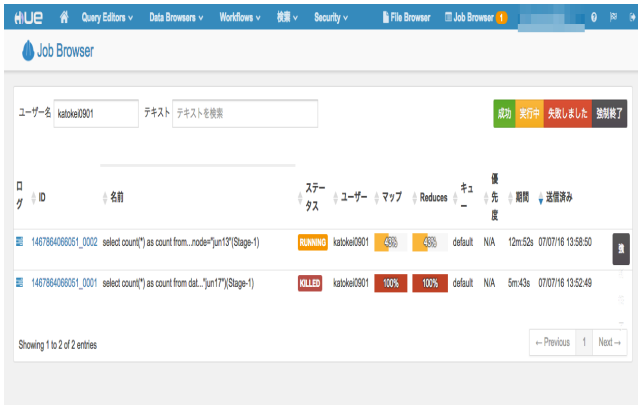 HUE Query Editors Data Browsers Workflows 検索 Security File Browser Job Browser 1
Job Browser
ユーザー名 katokei0901 テキスト テキストを検索 成功 実行中 失敗しました 強制終了
ログ ID 名前 ステータス ユーザー マップ Reduces キュー 優先度 期間 送信済み
1467864066051_0002 select count(*) as count from...node="jun13"(Stage-1) RUNNING katokei0901 default N/A 12m:52s 07/07/16 13:58:50 強
1467864066051_0001 select count(*) as count from dat..."jun17")(Stage-1) KILLED katokei0901 100% 100% default N/A 5m:43s 07/07/16 13:52:49
Showing 1 to 2 of 2 entries ← Previous 1 Next →